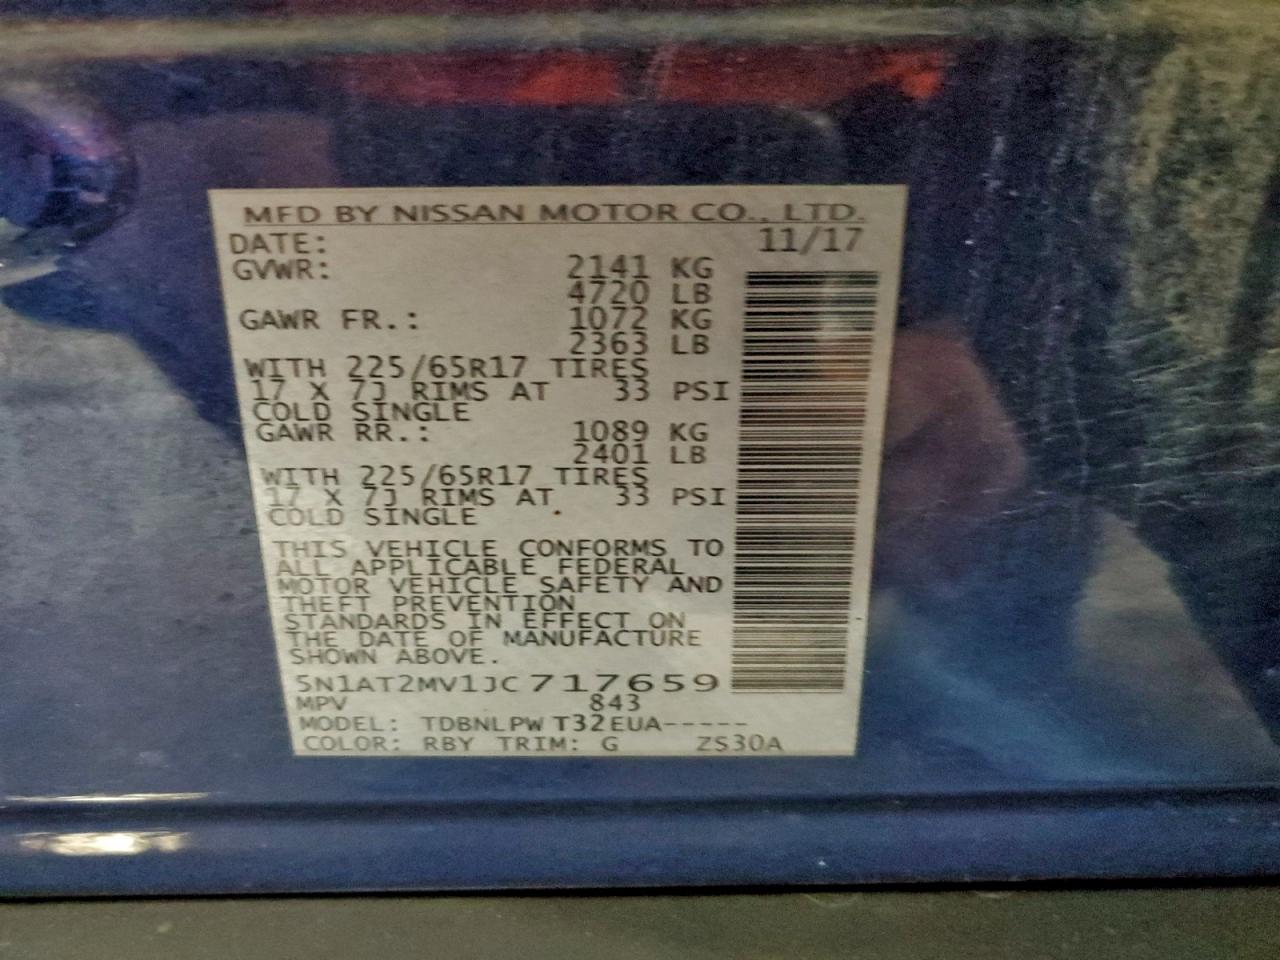 MFD BY NISSAN MOTOR CO., LTD.
DATE: 11/17
GVWR: 2141 KG
4720 LB
GAWR FR.: 1072 KG
2363 LB
WITH 225/65R17 TIRES
17 X 7J RIMS AT 33 PSI
COLD SINGLE
GAWR RR.: 1089 KG
2401 LB
WITH 225/65R17 TIRES
17 X 7J RIMS AT 33 PSI
COLD SINGLE
THIS VEHICLE CONFORMS TO
ALL APPLICABLE FEDERAL
MOTOR VEHICLE SAFETY AND
THEFT PREVENTION
STANDARDS IN EFFECT ON
THE DATE OF MANUFACTURE
SHOWN ABOVE.
5N1AT2MV1JC717659
MPV 843
MODEL: TDBNLPW T32EUA-----
COLOR: RBY TRIM: G ZS30A